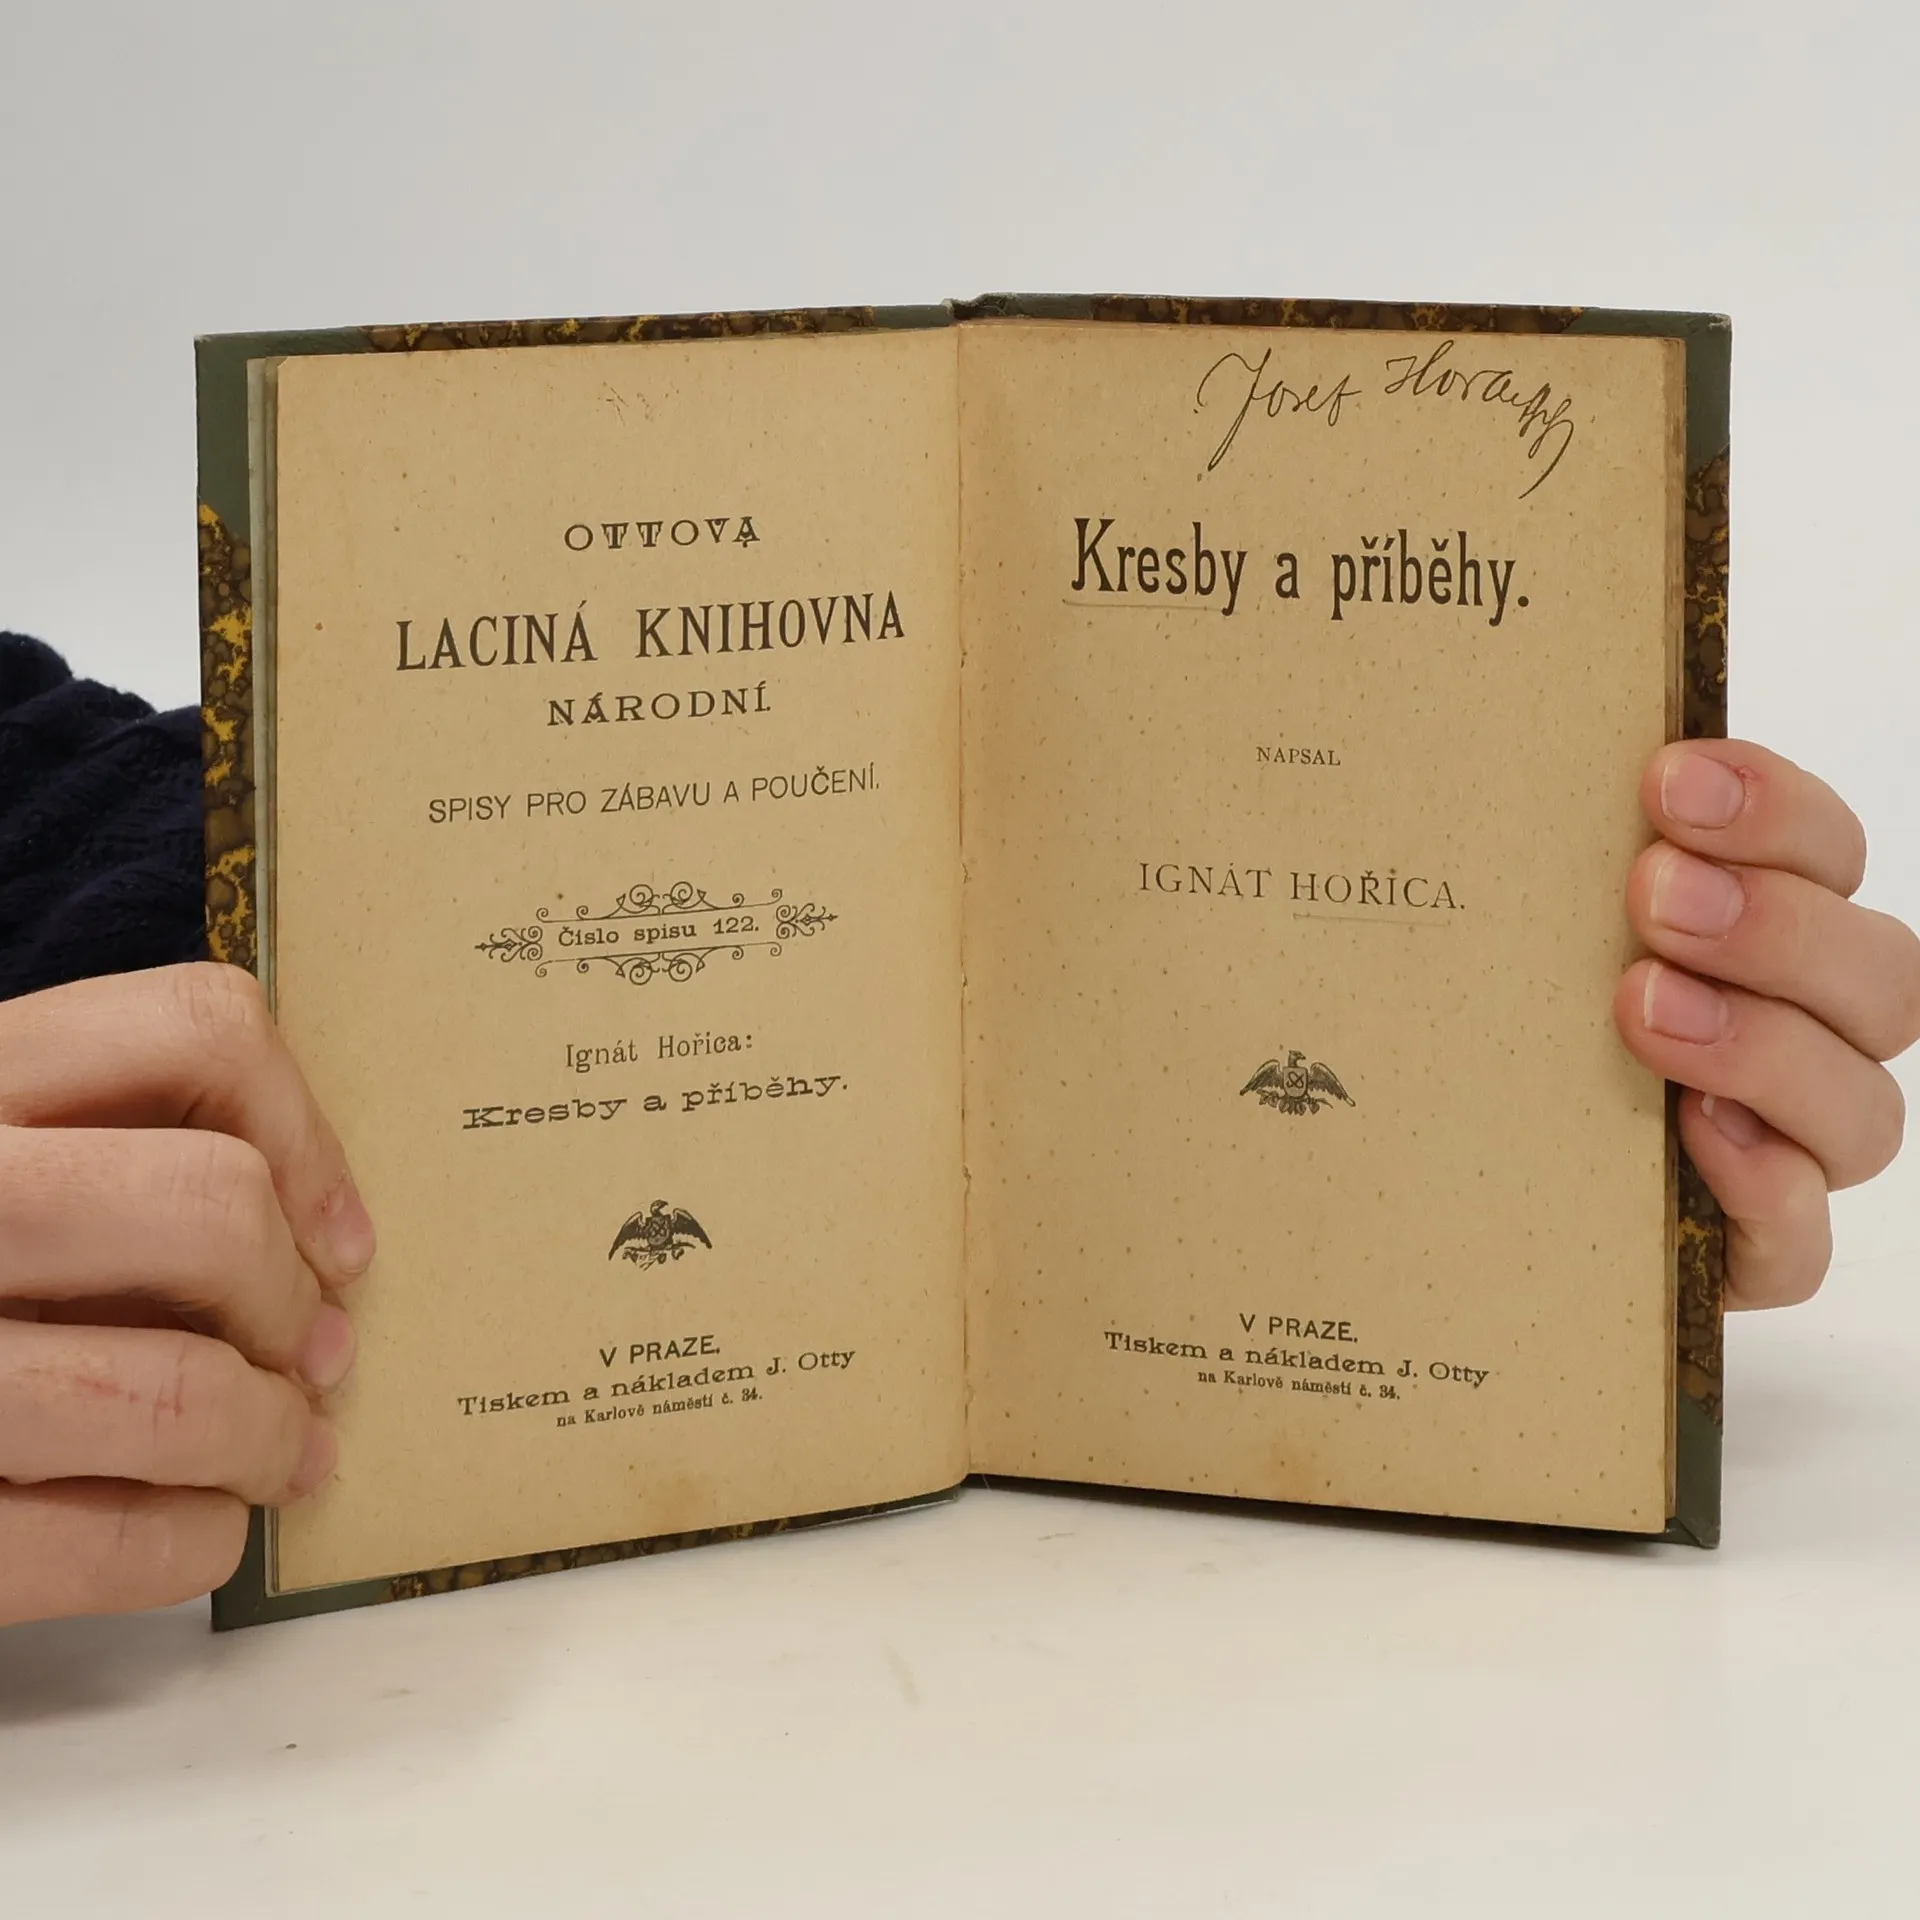 OTTOVA
LACINÁ KNIHOVNA
NÁRODNÍ.
SPISY PRO ZÁBAVU A POUČENÍ.
Číslo spisu 122.
Ignát Hořica:
Kresby a příběhy.
V PRAZE.
Tiskem a nákladem J. Otty
na Karlově náměstí č. 34.
Josef
Kresby a příběhy.
NAPSAL
IGNÁT HOŘICA.
V PRAZE.
Tiskem a nákladem J. Otty
na Karlově náměstí č. 34.